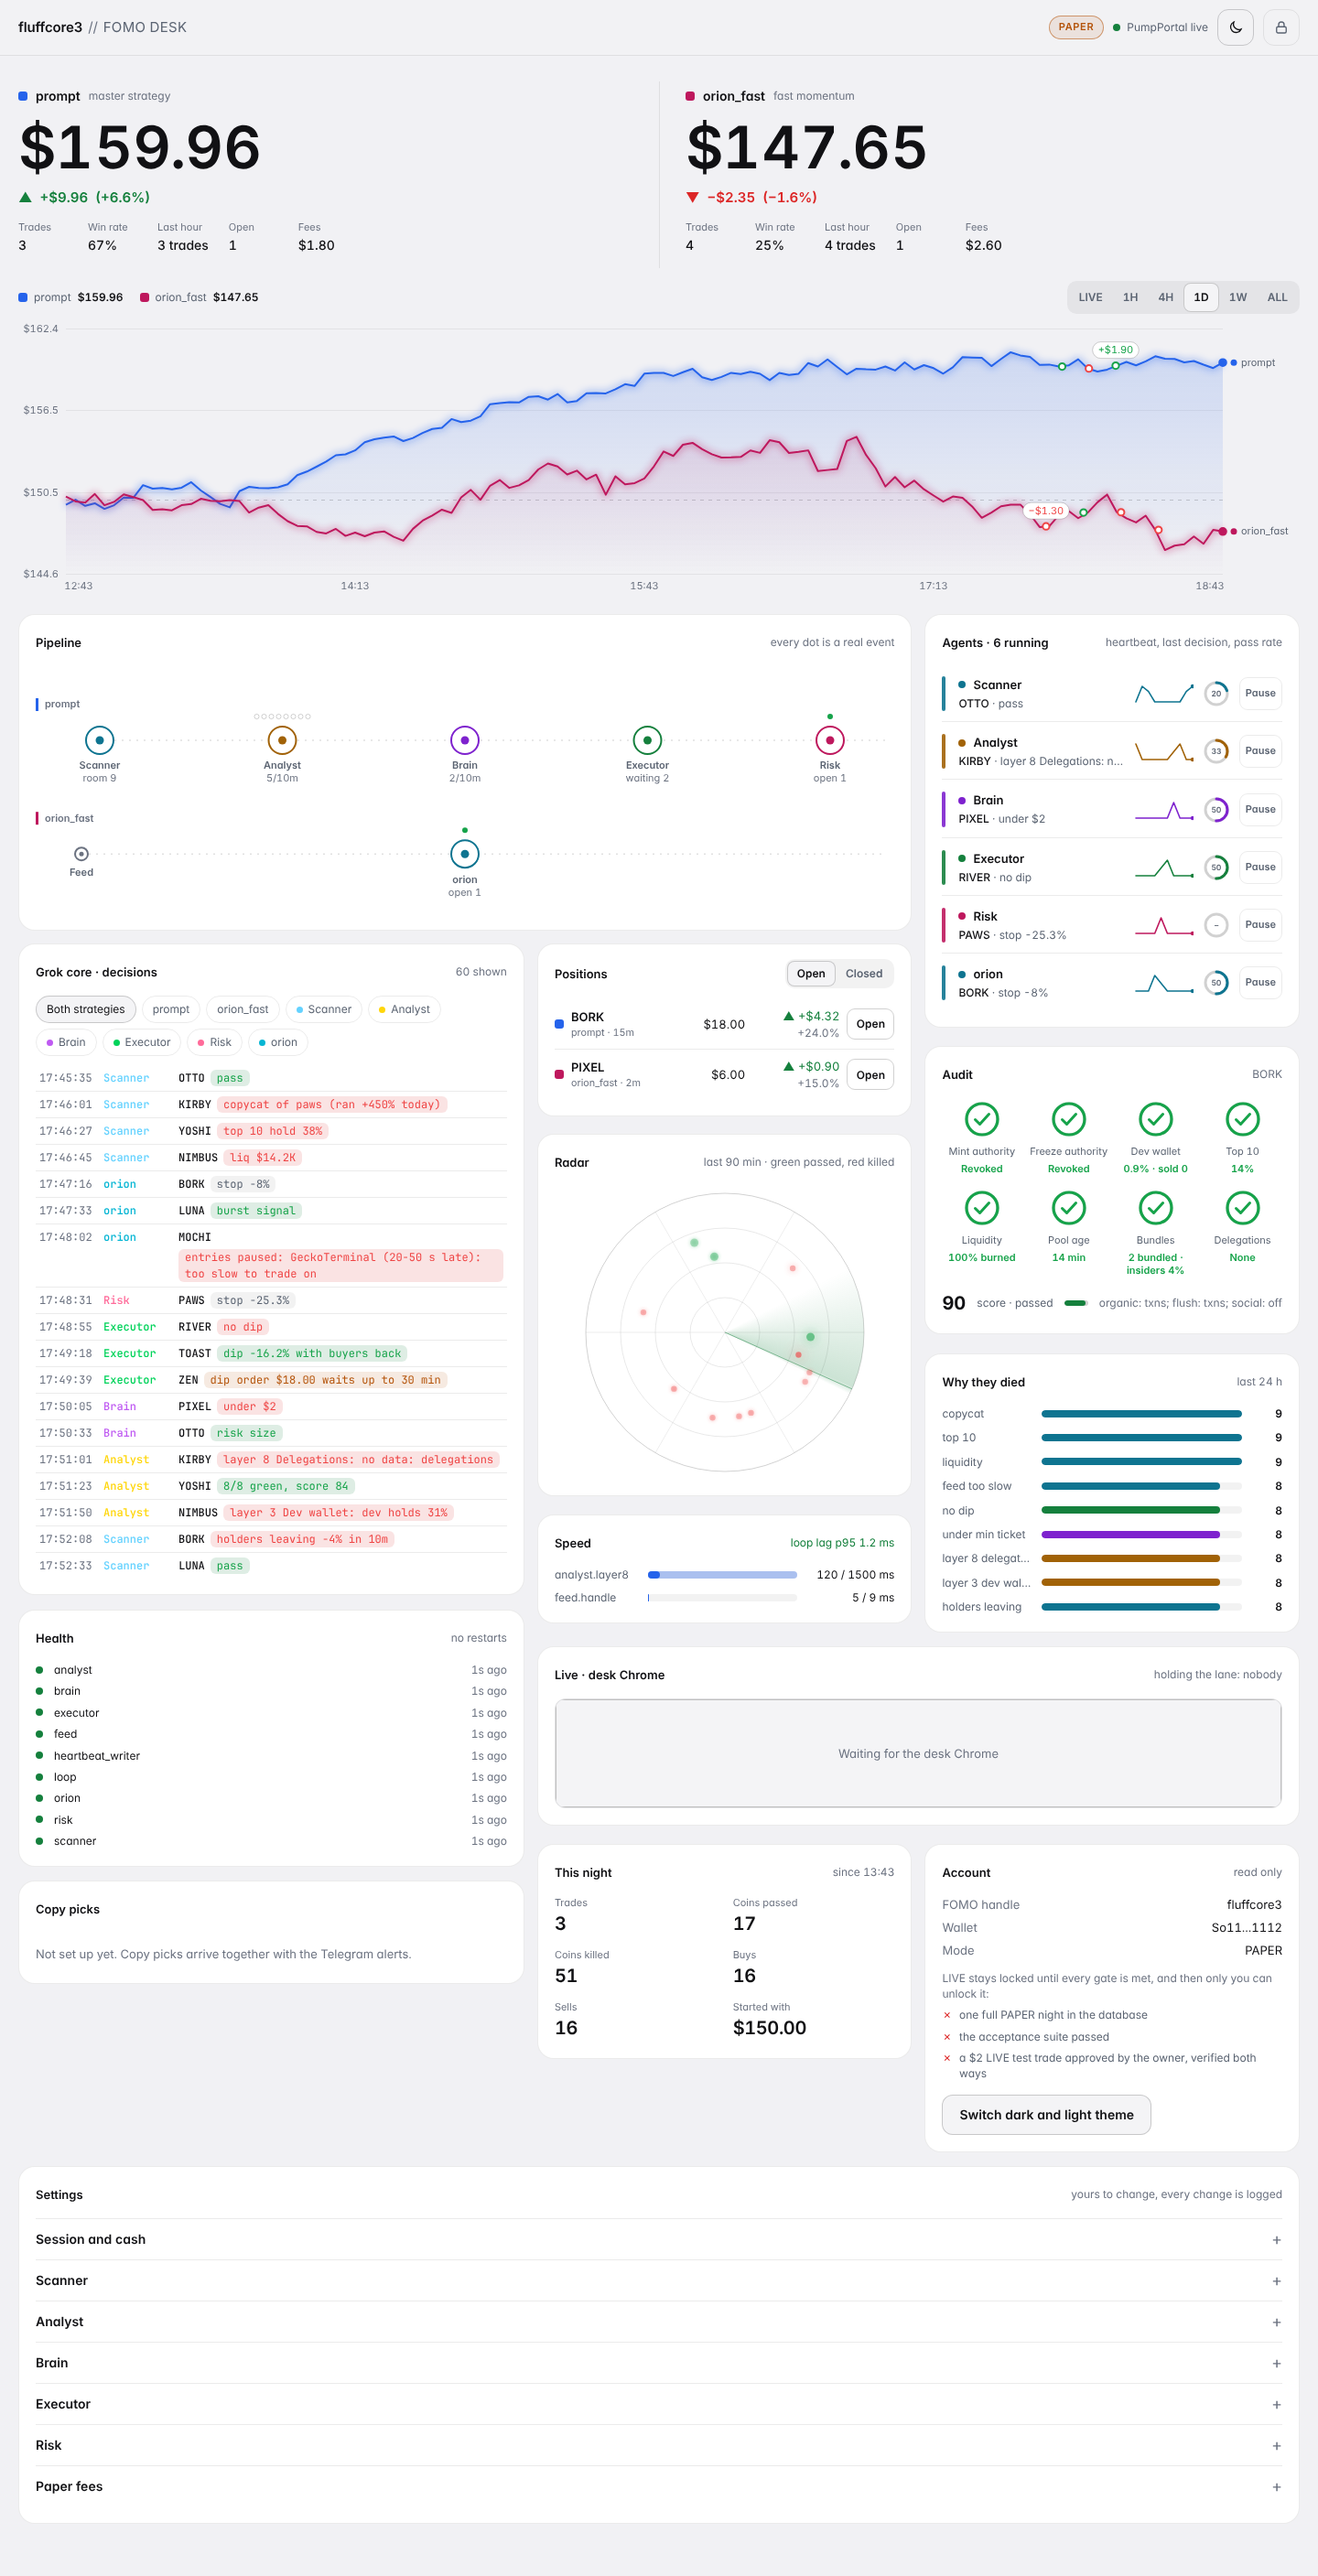 fluffcore3 // FOMO DESK
PAPER
PumpPortal live
prompt master strategy
$159.96
▲ +$9.96 (+6.6%)
Trades Win rate Last hour Open Fees
3 67% 3 trades 1 $1.80
orion_fast fast momentum
$147.65
▼ −$2.35 (−1.6%)
Trades Win rate Last hour Open Fees
4 25% 4 trades 1 $2.60
prompt $159.96 orion_fast $147.65
LIVE 1H 4H 1D 1W ALL
$162.4
+$1.90
prompt
$156.5
$150.5
−$1.30
orion_fast
$144.6
12:43 14:13 15:43 17:13 18:43
Pipeline
every dot is a real event
prompt
Scanner Analyst Brain Executor Risk
room 9 5/10m 2/10m waiting 2 open 1
orion_fast
Feed
orion
open 1
Agents · 6 running
heartbeat, last decision, pass rate
Scanner
OTTO · pass
20
Pause
Analyst
KIRBY · layer 8 Delegations: n...
33
Pause
Brain
PIXEL · under $2
50
Pause
Executor
RIVER · no dip
50
Pause
Risk
PAWS · stop -25.3%
–
Pause
orion
BORK · stop -8%
50
Pause
Grok core · decisions
60 shown
Both strategies prompt orion_fast Scanner Analyst
Brain Executor Risk orion
17:45:35 Scanner OTTO pass
17:46:01 Scanner KIRBY copycat of paws (ran +450% today)
17:46:27 Scanner YOSHI top 10 hold 38%
17:46:45 Scanner NIMBUS liq $14.2K
17:47:16 orion BORK stop -8%
17:47:33 orion LUNA burst signal
17:48:02 orion MOCHI
entries paused: GeckoTerminal (20-50 s late):
too slow to trade on
17:48:31 Risk PAWS stop -25.3%
17:48:55 Executor RIVER no dip
17:49:18 Executor TOAST dip -16.2% with buyers back
17:49:39 Executor ZEN dip order $18.00 waits up to 30 min
17:50:05 Brain PIXEL under $2
17:50:33 Brain OTTO risk size
17:51:01 Analyst KIRBY layer 8 Delegations: no data: delegations
17:51:23 Analyst YOSHI 8/8 green, score 84
17:51:50 Analyst NIMBUS layer 3 Dev wallet: dev holds 31%
17:52:08 Scanner BORK holders leaving -4% in 10m
17:52:33 Scanner LUNA pass
Positions
Open Closed
BORK $18.00 ▲ +$4.32 Open
prompt · 15m +24.0%
PIXEL $6.00 ▲ +$0.90 Open
orion_fast · 2m +15.0%
Radar
last 90 min · green passed, red killed
Speed
loop lag p95 1.2 ms
analyst.layer8 120 / 1500 ms
feed.handle 5 / 9 ms
Audit
BORK
Mint authority Freeze authority Dev wallet Top 10
Revoked Revoked 0.9% · sold 0 14%
Liquidity Pool age Bundles Delegations
100% burned 14 min 2 bundled · None
insiders 4%
90 score · passed organic: txns; flush: txns; social: off
Why they died
last 24 h
copycat 9
top 10 9
liquidity 9
feed too slow 8
no dip 8
under min ticket 8
layer 8 delegat... 8
layer 3 dev wal... 8
holders leaving 8
Health
no restarts
analyst 1s ago
brain 1s ago
executor 1s ago
feed 1s ago
heartbeat_writer 1s ago
loop 1s ago
orion 1s ago
risk 1s ago
scanner 1s ago
Live · desk Chrome
holding the lane: nobody
Waiting for the desk Chrome
Copy picks
Not set up yet. Copy picks arrive together with the Telegram alerts.
This night
since 13:43
Trades Coins passed
3 17
Coins killed Buys
51 16
Sells Started with
16 $150.00
Account
read only
FOMO handle fluffcore3
Wallet So11...1112
Mode PAPER
LIVE stays locked until every gate is met, and then only you can
unlock it:
× one full PAPER night in the database
× the acceptance suite passed
× a $2 LIVE test trade approved by the owner, verified both
ways
Switch dark and light theme
Settings
yours to change, every change is logged
Session and cash +
Scanner +
Analyst +
Brain +
Executor +
Risk +
Paper fees +